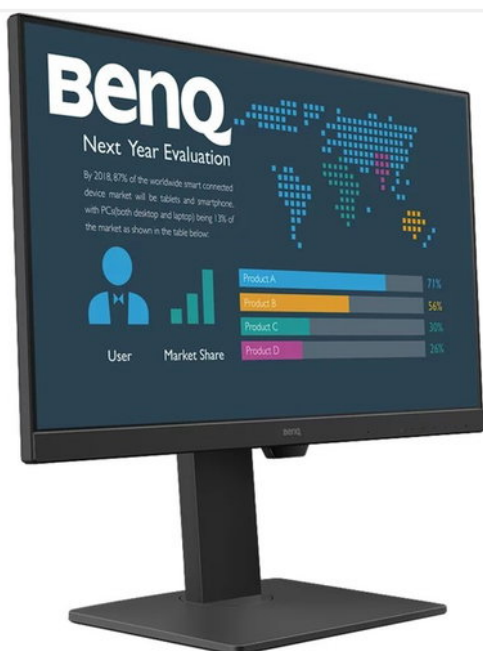 BenQ
Next Year Evaluation
By 2018, 87% of the worldwide smart connected
device market will be tablets and smartphone,
with PCs(both desktop and laptop) being 13% of
the market as shown in the table below:
Product A 71%
Product B 56%
Product C 30%
Product D 26%
User Market Share
BenQ